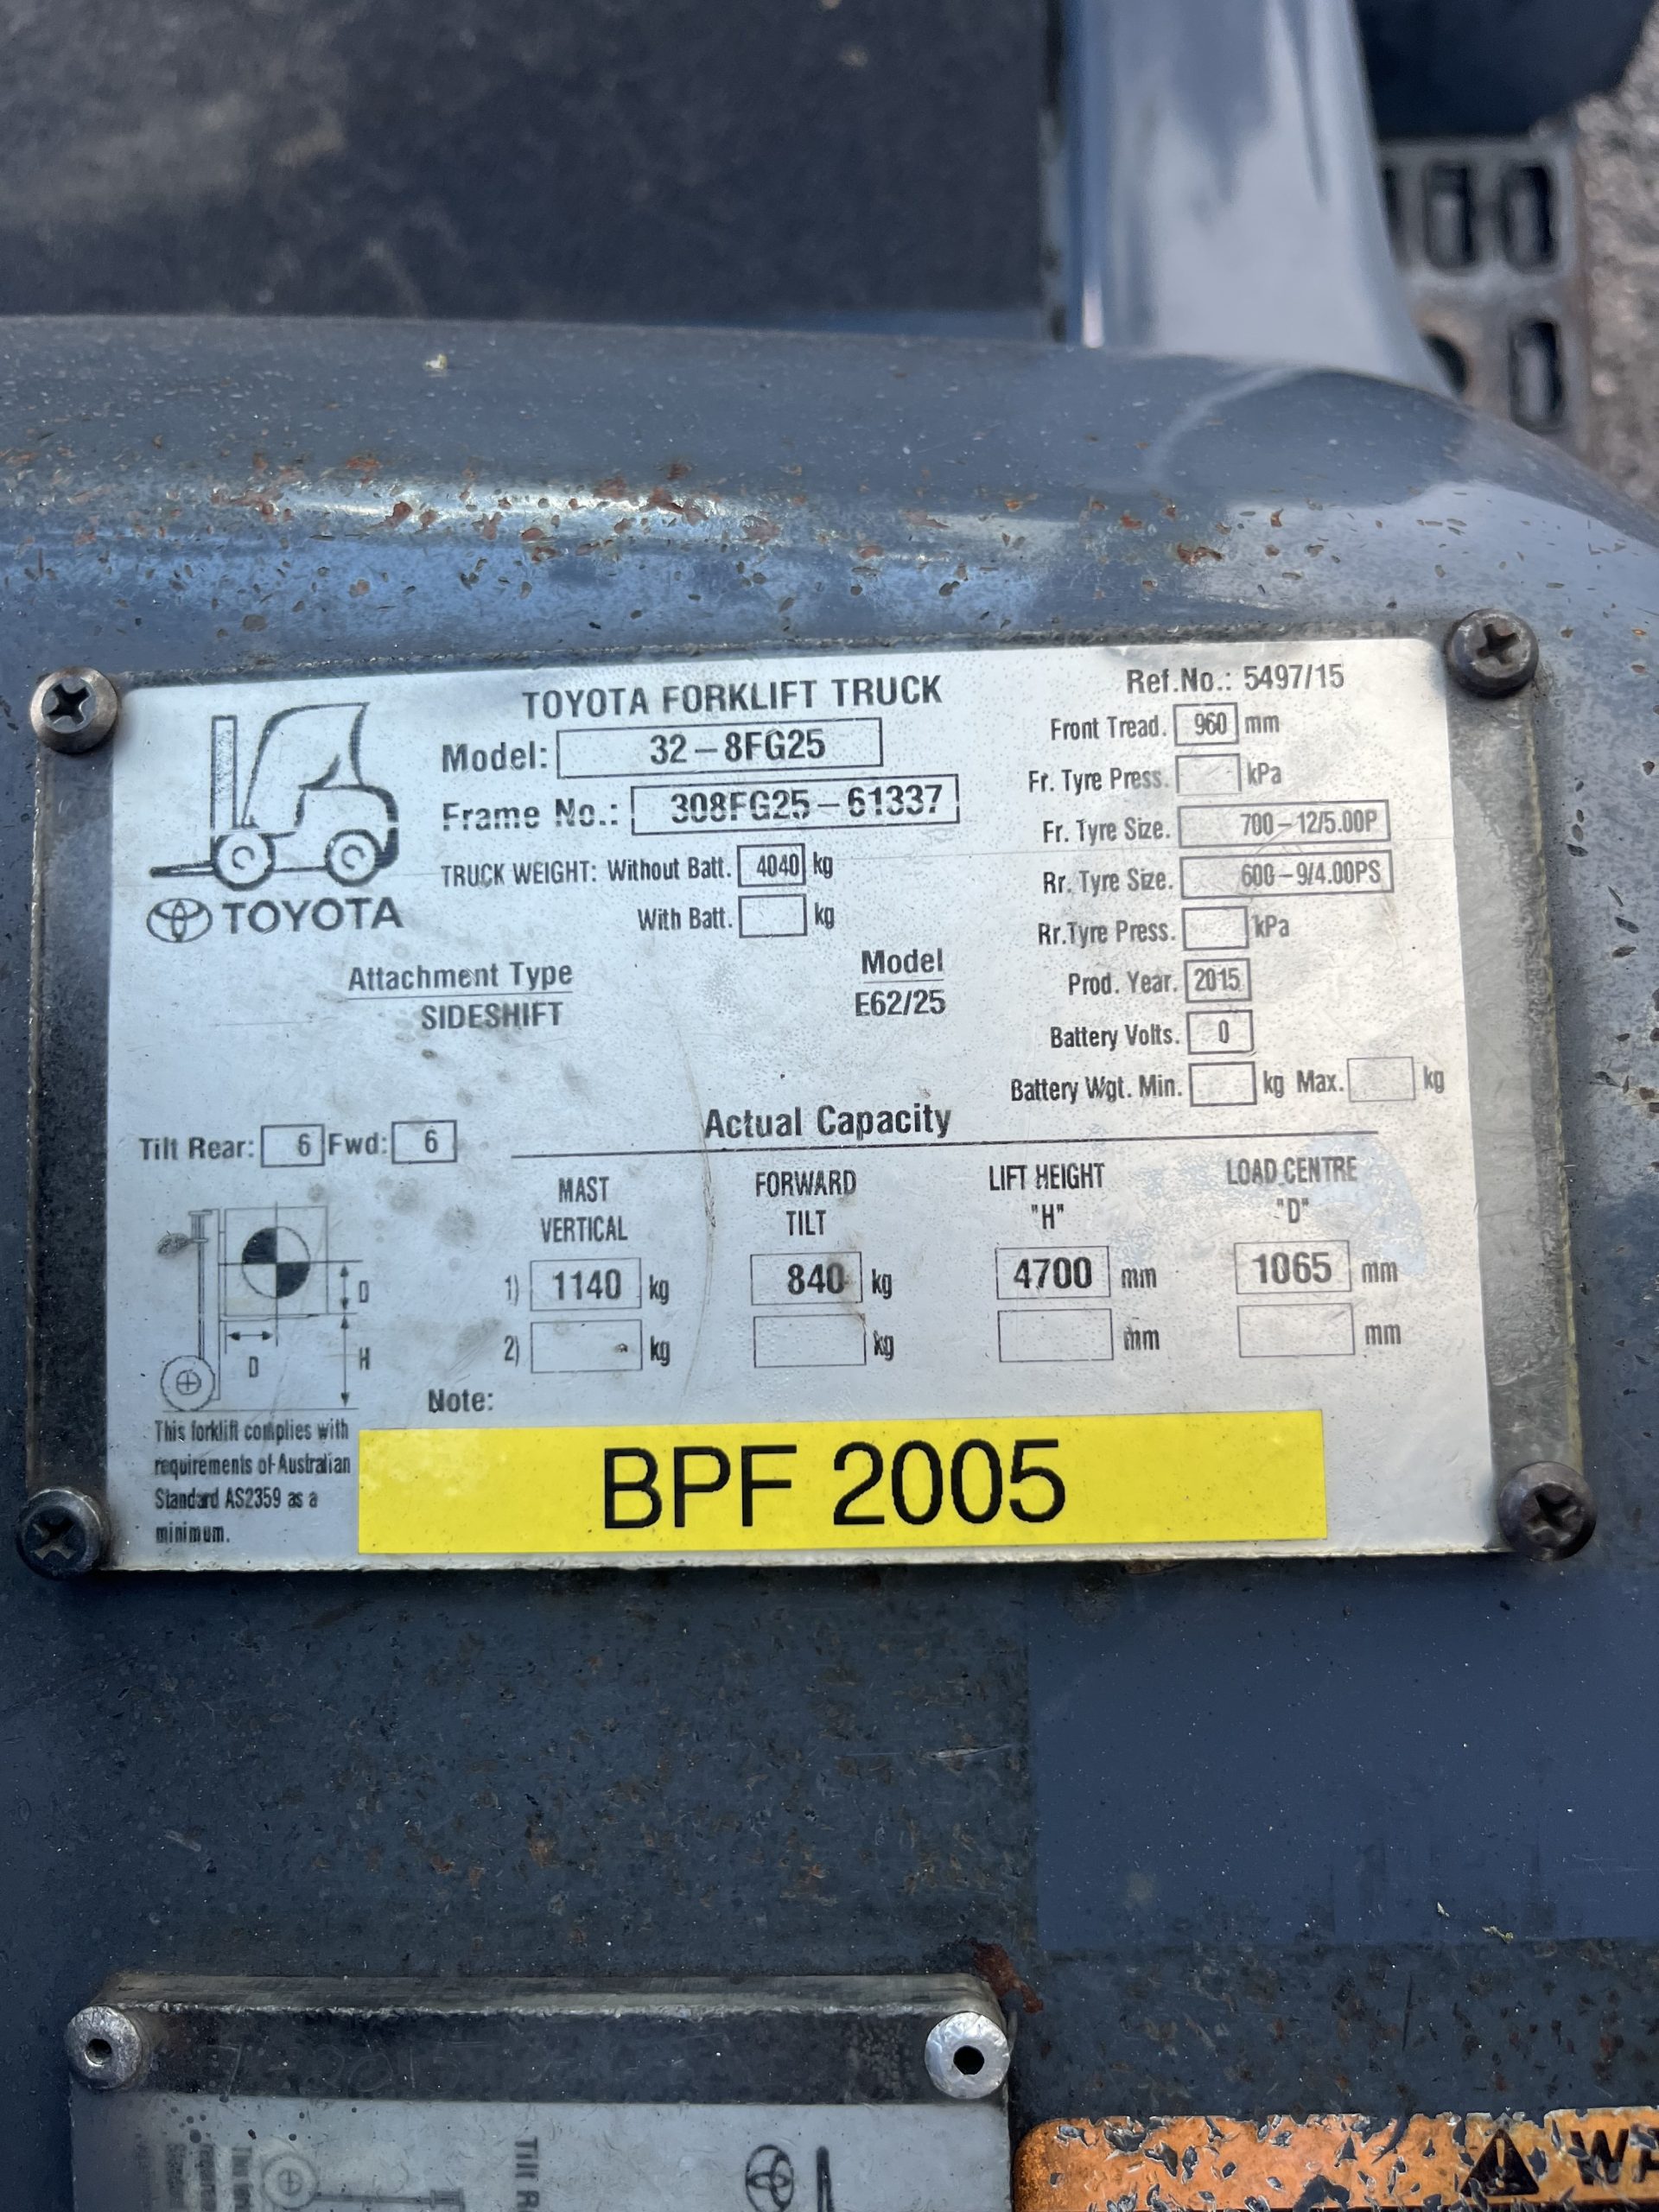 TOYOTA FORKLIFT TRUCK
Ref.No.: 5497/15
Model: 32-8FG25
Front Tread. 960 mm
Frame No.: 308FG25-61337
Fr. Tyre Press. kPa
Fr. Tyre Size. 700-12/5.00P
TRUCK WEIGHT: Without Batt. 4040 kg
Rr. Tyre Size. 600-9/4.00PS
TOYOTA
With Batt. kg
Rr.Tyre Press. kPa
Attachment Type
Model
Prod. Year. 2015
SIDESHIFT
E62/25
Battery Volts. 0
Battery Wgt. Min. kg Max. kg
Actual Capacity
Tilt Rear: 6 Fwd: 6
MAST VERTICAL
FORWARD TILT
LIFT HEIGHT "H"
LOAD CENTRE "D"
1) 1140 kg 840 kg 4700 mm 1065 mm
2) kg kg mm mm
D
D
H
Note:
This forklift complies with
requirements of Australian
Standard AS2359 as a
minimum.
BPF 2005